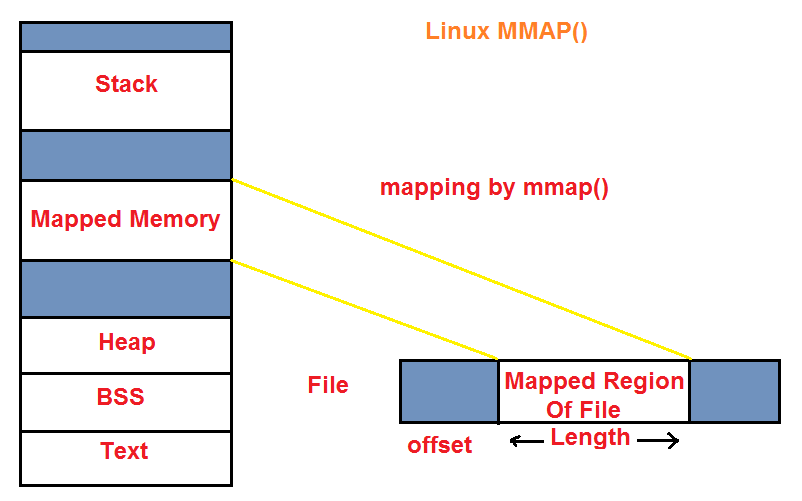 Linux MMAP()
Stack
mapping by mmap()
Mapped Memory
Heap
BSS
Text
File
Mapped Region
Of File
offset
Length